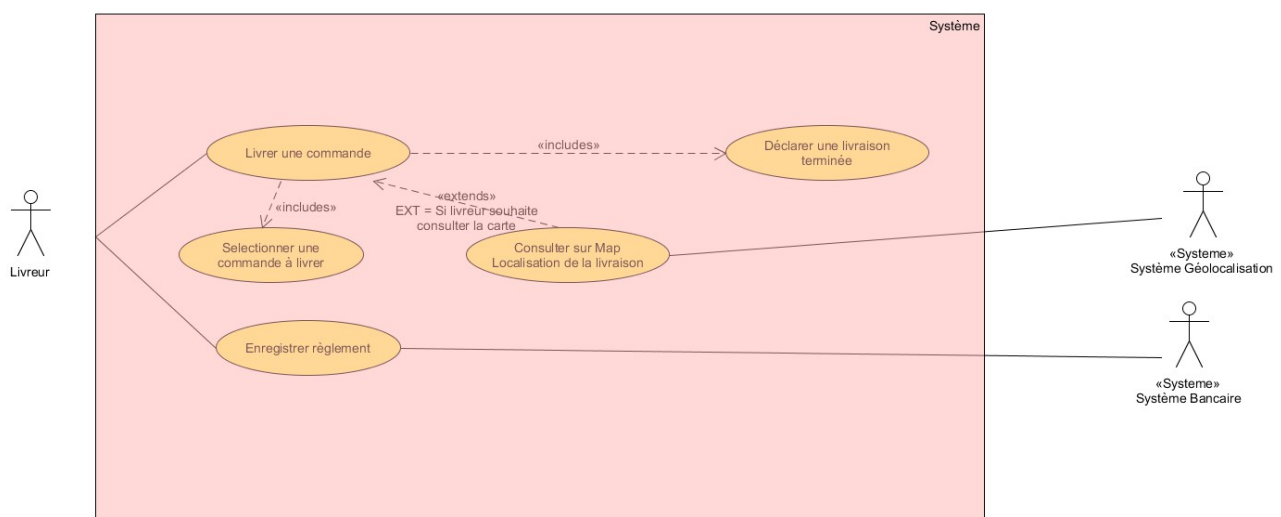 Système
Livrer une commande
«includes»
Déclarer une livraison
terminée
«includes»
«extends»
EXT = Si livreur souhaite
consulter la carte
Livreur
Selectionner une
commande à livrer
Consulter sur Map
Localisation de la livraison
«Systeme»
Système Géolocalisation
Enregistrer règlement
«Systeme»
Système Bancaire